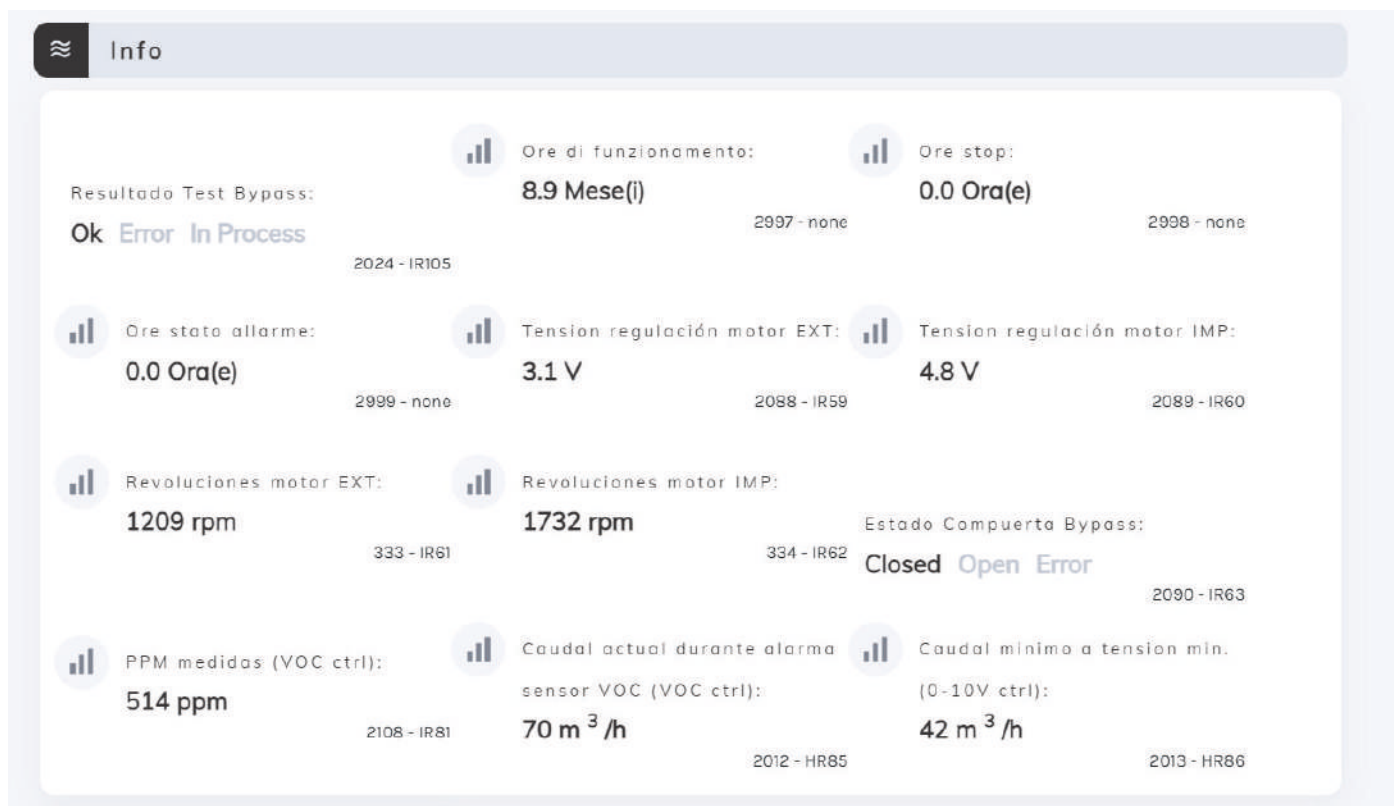 Info
Resultado Test Bypass:
Ok Error In Process
2024 - IR105
Ore di funzionamento:
8.9 Mese(i)
2997 - none
Ore stop:
0.0 Ora(e)
2998 - none
Ore stato allarme:
0.0 Ora(e)
2999 - none
Tension regulación motor EXT:
3.1 V
2088 - IR59
Tension regulación motor IMP:
4.8 V
2089 - IR60
Revoluciones motor EXT:
1209 rpm
333 - IR61
Revoluciones motor IMP:
1732 rpm
334 - IR62
Estado Compuerta Bypass:
Closed Open Error
2090 - IR63
PPM medidas (VOC ctrl):
514 ppm
2108 - IR81
Caudal actual durante alarma
sensor VOC (VOC ctrl):
70 m ³ /h
2012 - HR85
Caudal minimo a tension min.
(0-10V ctrl):
42 m ³ /h
2013 - HR86